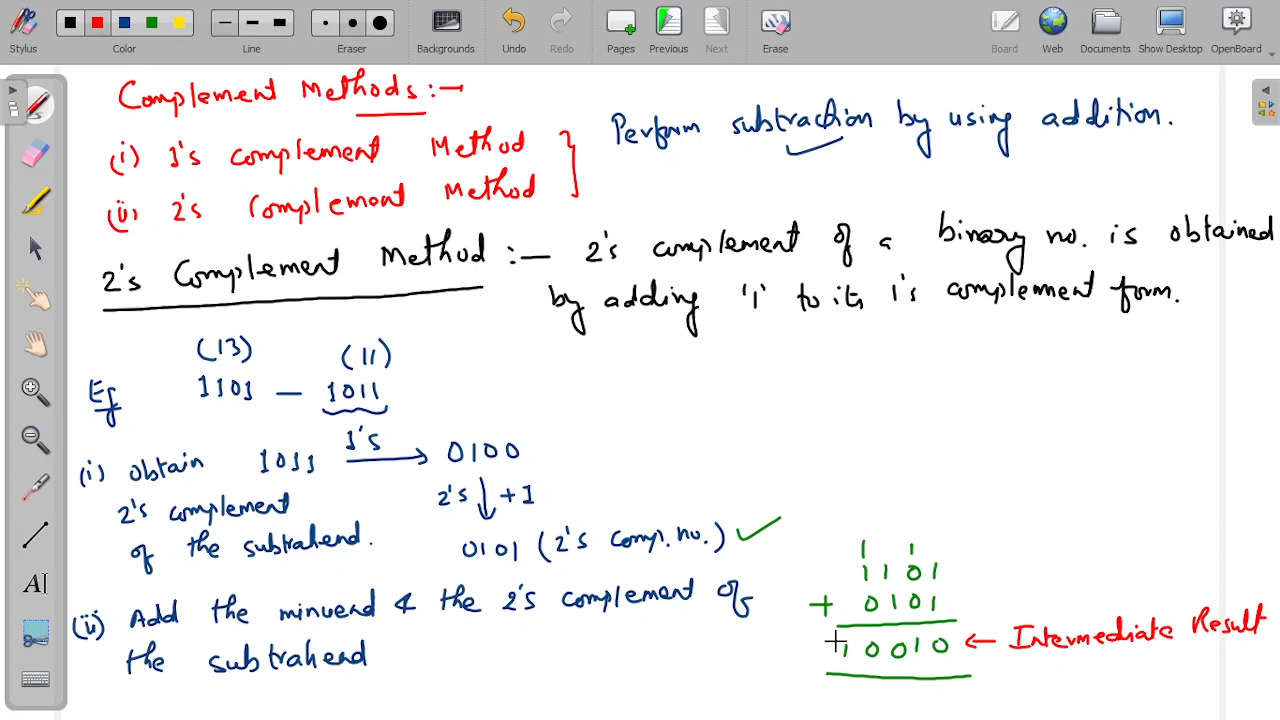 Stylus Color Line Eraser Backgrounds Undo Redo Pages Previous Next Erase Board Web Documents Show Desktop OpenBoard
Complement Methods :—
(i) 1's complement Method
(ii) 2's Complement Method
Perform subtraction by using addition.
2's Complement Method :— 2's complement of a binary no. is obtained
by adding '1' to its 1's complement form.
(13) (11)
Eg 1101 — 1011
(i) obtain 1011 1's → 0100
2's complement 2's ↓ +1
of the subtrahend. 0101 (2's comp. no.) ✓
(ii) Add the minuend & the 2's complement of
the subtrahend
1 1
1101
+ 0101
10010 ← Intermediate Result